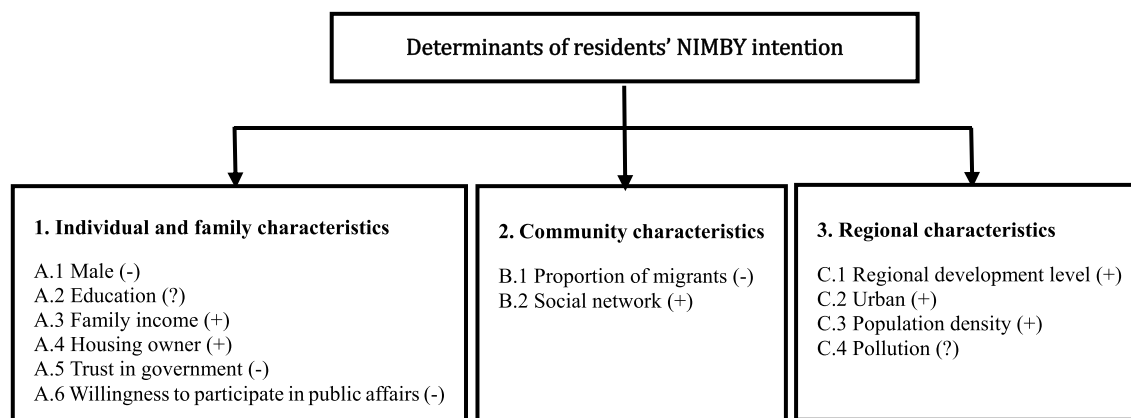 Determinants of residents’ NIMBY intention
1. Individual and family characteristics
A.1 Male (-)
A.2 Education (?)
A.3 Family income (+)
A.4 Housing owner (+)
A.5 Trust in government (-)
A.6 Willingness to participate in public affairs (-)
2. Community characteristics
B.1 Proportion of migrants (-)
B.2 Social network (+)
3. Regional characteristics
C.1 Regional development level (+)
C.2 Urban (+)
C.3 Population density (+)
C.4 Pollution (?)